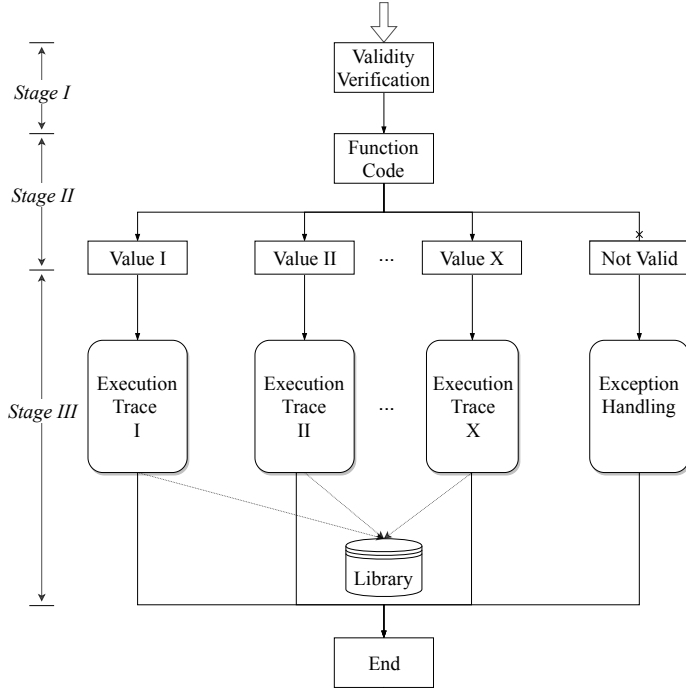 Validity
Verification
Stage I
Function
Code
Stage II
Value I
Value II
...
Value X
Not Valid
Execution
Trace
I
Execution
Trace
II
...
Execution
Trace
X
Exception
Handling
Stage III
Library
End